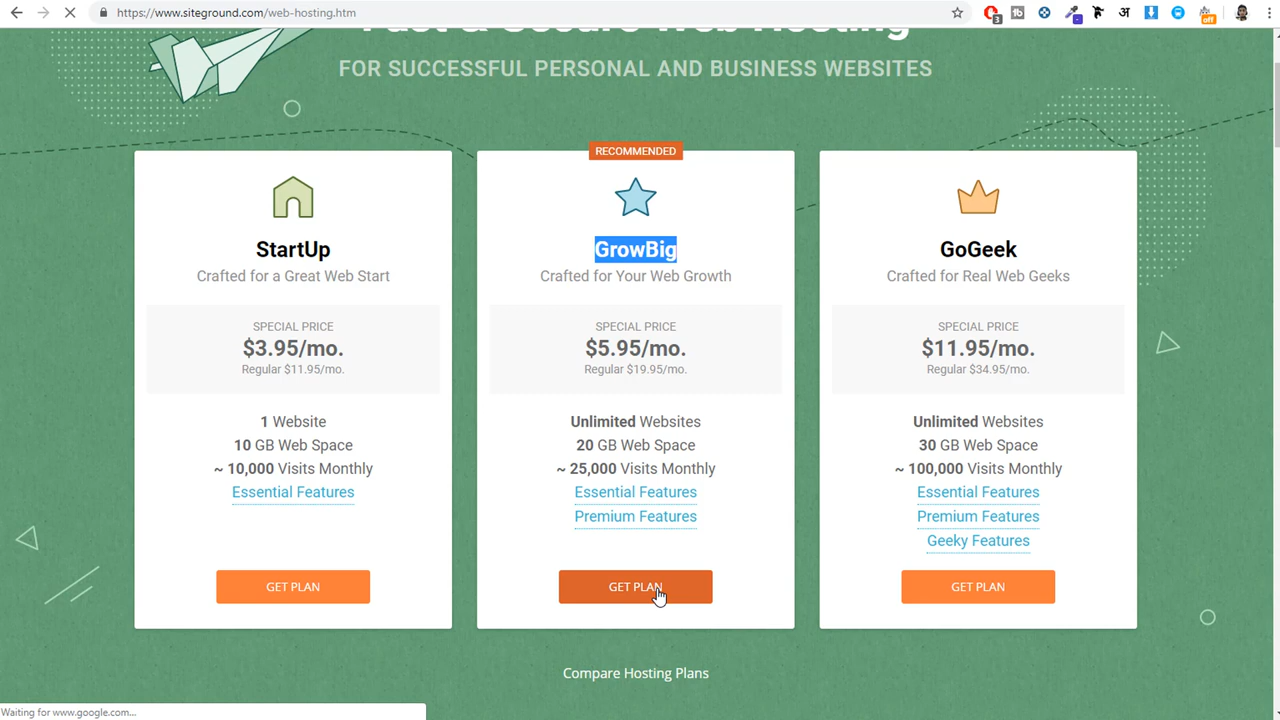 https://www.siteground.com/web-hosting.htm
3
अ
off
Fast & Secure Web Hosting
FOR SUCCESSFUL PERSONAL AND BUSINESS WEBSITES
StartUp
Crafted for a Great Web Start
SPECIAL PRICE
$3.95/mo.
Regular $11.95/mo.
1 Website
10 GB Web Space
~ 10,000 Visits Monthly
Essential Features
GET PLAN
RECOMMENDED
GrowBig
Crafted for Your Web Growth
SPECIAL PRICE
$5.95/mo.
Regular $19.95/mo.
Unlimited Websites
20 GB Web Space
~ 25,000 Visits Monthly
Essential Features
Premium Features
GET PLAN
GoGeek
Crafted for Real Web Geeks
SPECIAL PRICE
$11.95/mo.
Regular $34.95/mo.
Unlimited Websites
30 GB Web Space
~ 100,000 Visits Monthly
Essential Features
Premium Features
Geeky Features
GET PLAN
Compare Hosting Plans
Waiting for www.google.com...